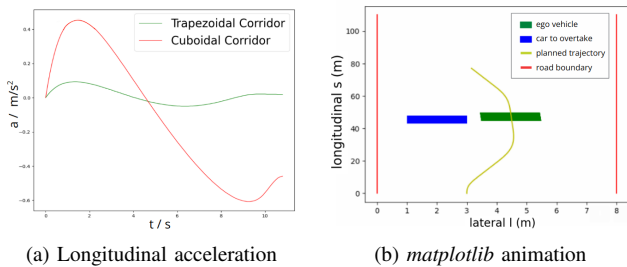 Trapezoidal Corridor
Cuboidal Corridor
a / m/s²
0.4
0.2
0.0
−0.2
−0.4
−0.6
0
2
4
6
8
10
t / s
(a) Longitudinal acceleration
ego vehicle
car to overtake
planned trajectory
road boundary
longitudinal s (m)
100
80
60
40
20
0
0
1
2
3
4
5
6
7
8
lateral l (m)
(b) matplotlib animation